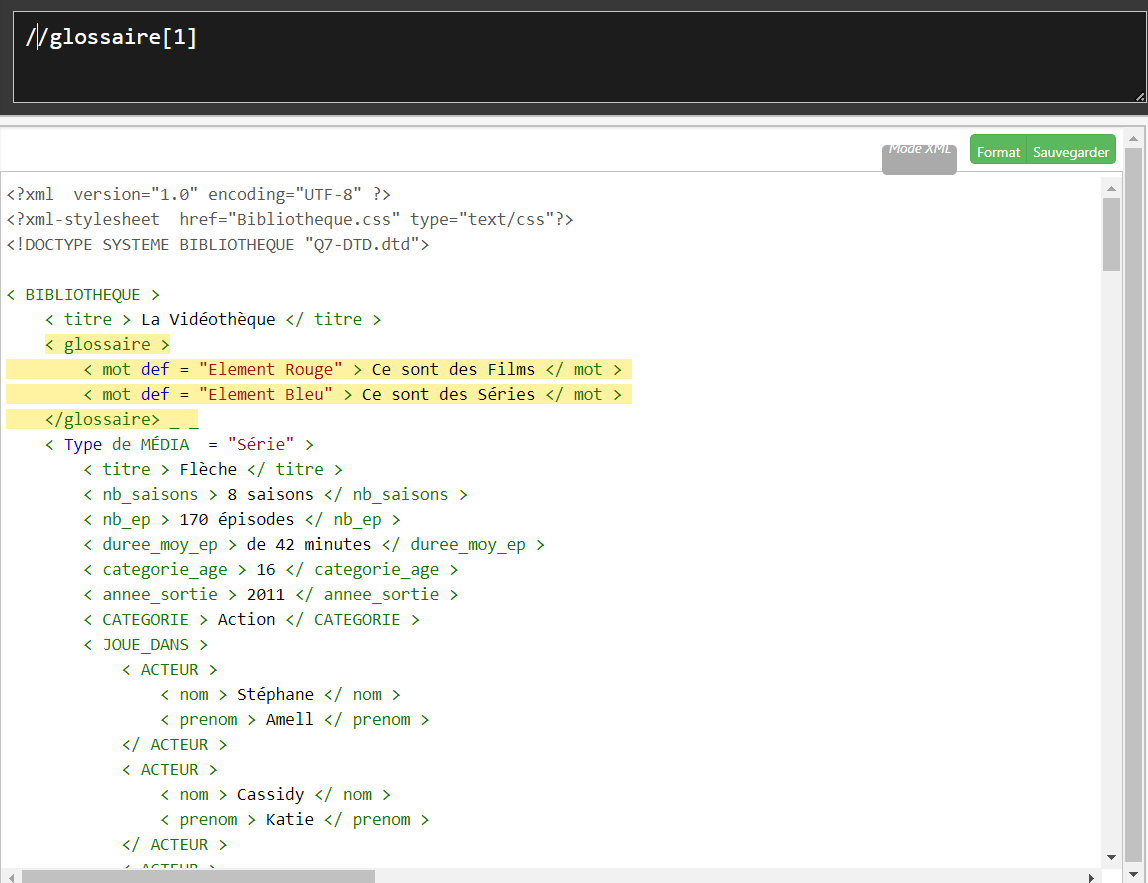 //glossaire[1]
Mode XML
Format Sauvegarder
<?xml  version="1.0" encoding="UTF-8" ?>
<?xml-stylesheet  href="Bibliotheque.css" type="text/css"?>
<!DOCTYPE SYSTEME BIBLIOTHEQUE "Q7-DTD.dtd">
< BIBLIOTHEQUE >
< titre > La Vidéothèque </ titre >
< glossaire >
< mot def = "Element Rouge" > Ce sont des Films </ mot >
< mot def = "Element Bleu" > Ce sont des Séries </ mot >
</glossaire> _ _
< Type de MÉDIA  = "Série" >
< titre > Flèche </ titre >
< nb_saisons > 8 saisons </ nb_saisons >
< nb_ep > 170 épisodes </ nb_ep >
< duree_moy_ep > de 42 minutes </ duree_moy_ep >
< categorie_age > 16 </ categorie_age >
< annee_sortie > 2011 </ annee_sortie >
< CATEGORIE > Action </ CATEGORIE >
< JOUE_DANS >
< ACTEUR >
< nom > Stéphane </ nom >
< prenom > Amell </ prenom >
</ ACTEUR >
< ACTEUR >
< nom > Cassidy </ nom >
< prenom > Katie </ prenom >
</ ACTEUR >
< ACTEUR >